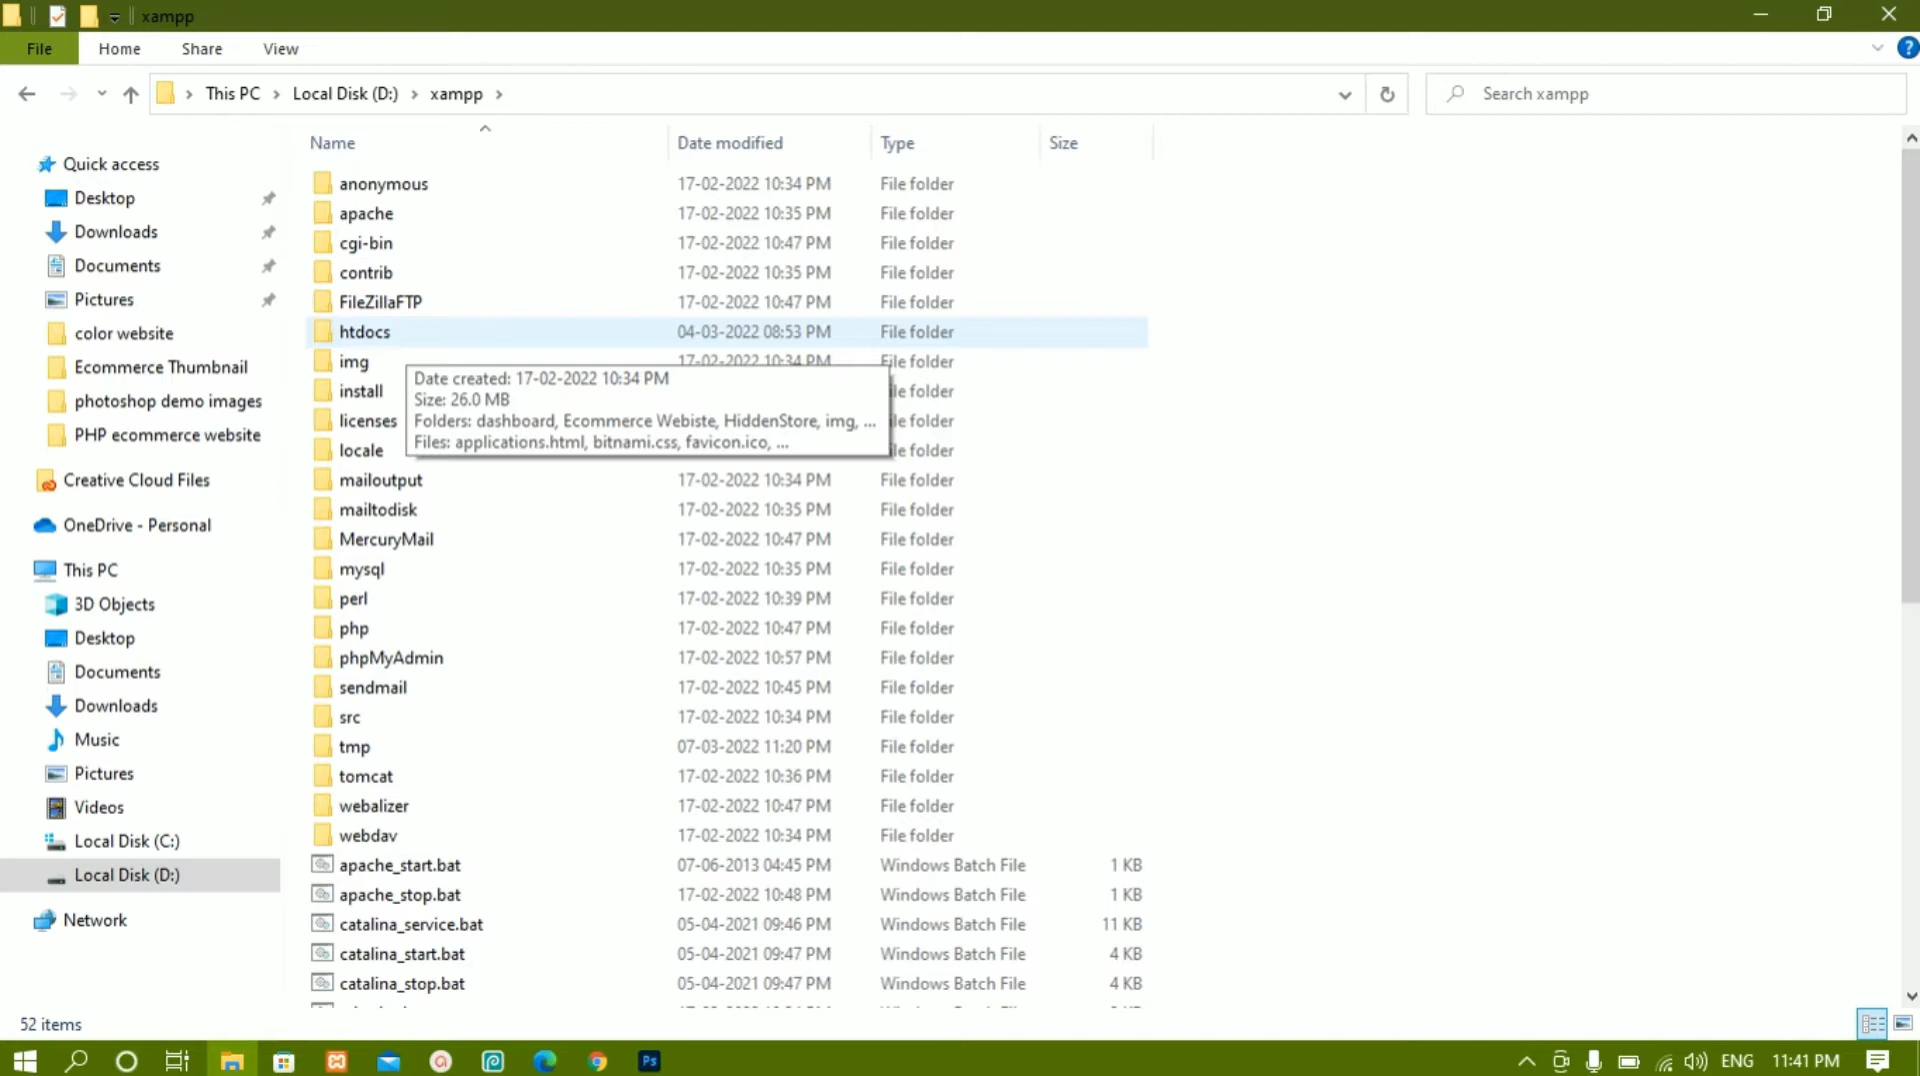 xampp
File Home Share View
This PC Local Disk (D:) xampp
Search xampp
Quick access
Desktop
Downloads
Documents
Pictures
color website
Ecommerce Thumbnail
photoshop demo images
PHP ecommerce website
Creative Cloud Files
OneDrive - Personal
This PC
3D Objects
Desktop
Documents
Downloads
Music
Pictures
Videos
Local Disk (C:)
Local Disk (D:)
Network
Name Date modified Type Size
anonymous 17-02-2022 10:34 PM File folder
apache 17-02-2022 10:35 PM File folder
cgi-bin 17-02-2022 10:47 PM File folder
contrib 17-02-2022 10:35 PM File folder
FileZillaFTP 17-02-2022 10:47 PM File folder
htdocs 04-03-2022 08:53 PM File folder
img 17-02-2022 10:34 PM File folder
install
licenses
locale
Date created: 17-02-2022 10:34 PM
Size: 26.0 MB
Folders: dashboard, Ecommerce Webiste, HiddenStore, img, ...
Files: applications.html, bitnami.css, favicon.ico, ...
mailoutput 17-02-2022 10:34 PM File folder
mailtodisk 17-02-2022 10:35 PM File folder
MercuryMail 17-02-2022 10:47 PM File folder
mysql 17-02-2022 10:35 PM File folder
perl 17-02-2022 10:39 PM File folder
php 17-02-2022 10:47 PM File folder
phpMyAdmin 17-02-2022 10:57 PM File folder
sendmail 17-02-2022 10:45 PM File folder
src 17-02-2022 10:34 PM File folder
tmp 07-03-2022 11:20 PM File folder
tomcat 17-02-2022 10:36 PM File folder
webalizer 17-02-2022 10:47 PM File folder
webdav 17-02-2022 10:34 PM File folder
apache_start.bat 07-06-2013 04:45 PM Windows Batch File 1 KB
apache_stop.bat 17-02-2022 10:48 PM Windows Batch File 1 KB
catalina_service.bat 05-04-2021 09:46 PM Windows Batch File 11 KB
catalina_start.bat 05-04-2021 09:47 PM Windows Batch File 4 KB
catalina_stop.bat 05-04-2021 09:47 PM Windows Batch File 4 KB
52 items
Ps
ENG 11:41 PM